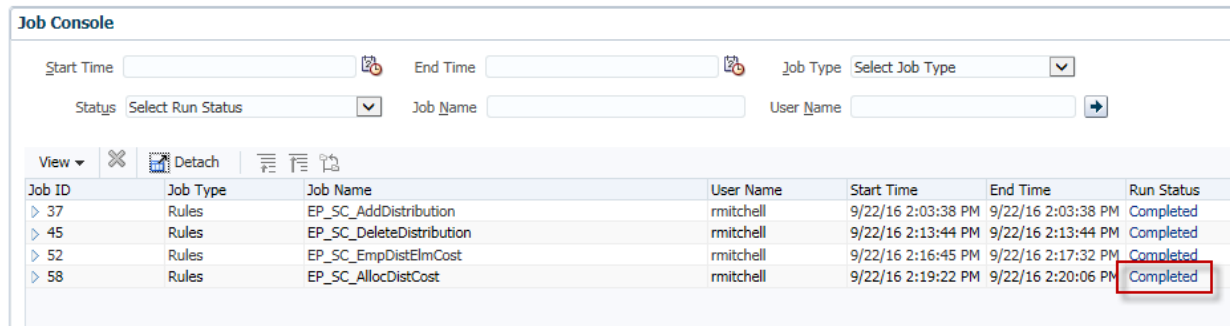 Job Console
Start Time End Time Job Type Select Job Type
Status Select Run Status Job Name User Name
View Detach
Job ID Job Type Job Name User Name Start Time End Time Run Status
37 Rules EP_SC_AddDistribution rmitchell 9/22/16 2:03:38 PM 9/22/16 2:03:38 PM Completed
45 Rules EP_SC_DeleteDistribution rmitchell 9/22/16 2:13:44 PM 9/22/16 2:13:44 PM Completed
52 Rules EP_SC_EmpDistElmCost rmitchell 9/22/16 2:16:45 PM 9/22/16 2:17:32 PM Completed
58 Rules EP_SC_AllocDistCost rmitchell 9/22/16 2:19:22 PM 9/22/16 2:20:06 PM Completed